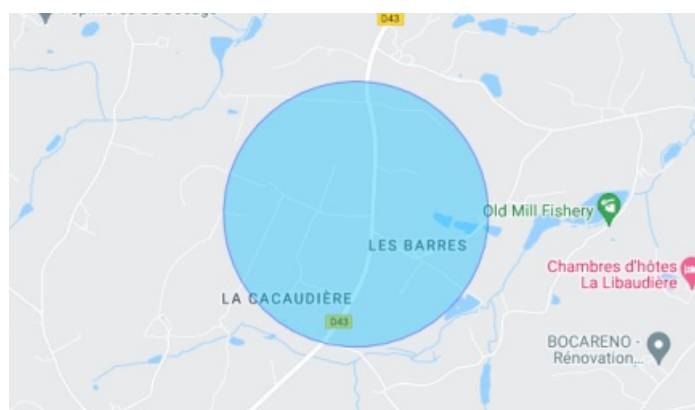 D43
Old Mill Fishery
LES BARRES
Chambres d'hôtes
La Libaudière
LA CACAUDIÈRE
D43
BOCARENO -
Rénovation...